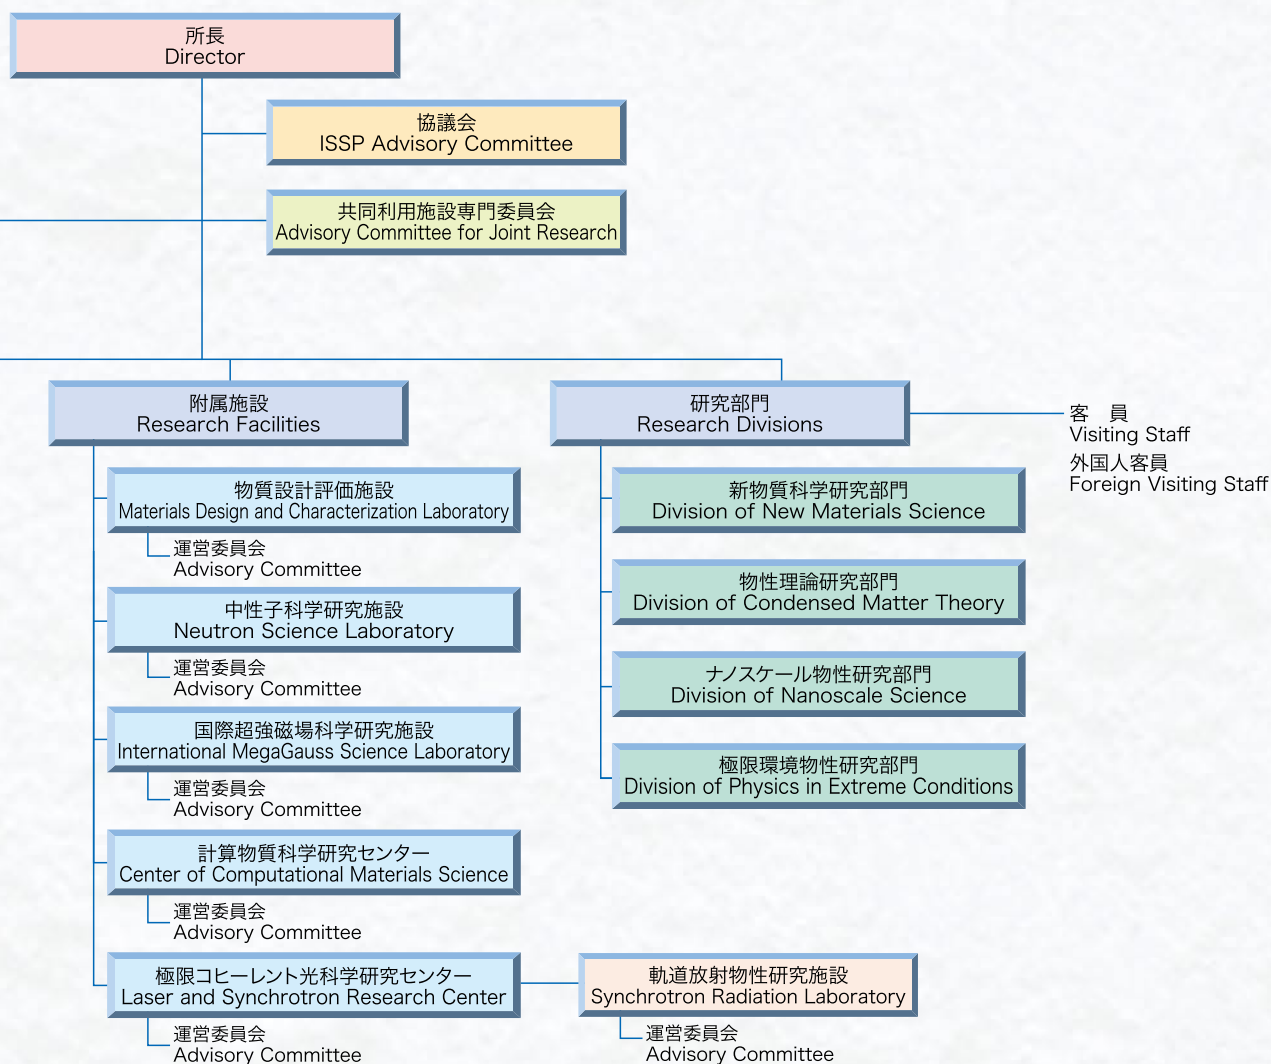 所長
Director
協議会
ISSP Advisory Committee
共同利用施設専門委員会
Advisory Committee for Joint Research
附属施設
Research Facilities
物質設計評価施設
Materials Design and Characterization Laboratory
運営委員会
Advisory Committee
中性子科学研究施設
Neutron Science Laboratory
運営委員会
Advisory Committee
国際超強磁場科学研究施設
International MegaGauss Science Laboratory
運営委員会
Advisory Committee
計算物質科学研究センター
Center of Computational Materials Science
運営委員会
Advisory Committee
極限コヒーレント光科学研究センター
Laser and Synchrotron Research Center
運営委員会
Advisory Committee
軌道放射物性研究施設
Synchrotron Radiation Laboratory
運営委員会
Advisory Committee
研究部門
Research Divisions
新物質科学研究部門
Division of New Materials Science
物性理論研究部門
Division of Condensed Matter Theory
ナノスケール物性研究部門
Division of Nanoscale Science
極限環境物性研究部門
Division of Physics in Extreme Conditions
客　員
Visiting Staff
外国人客員
Foreign Visiting Staff